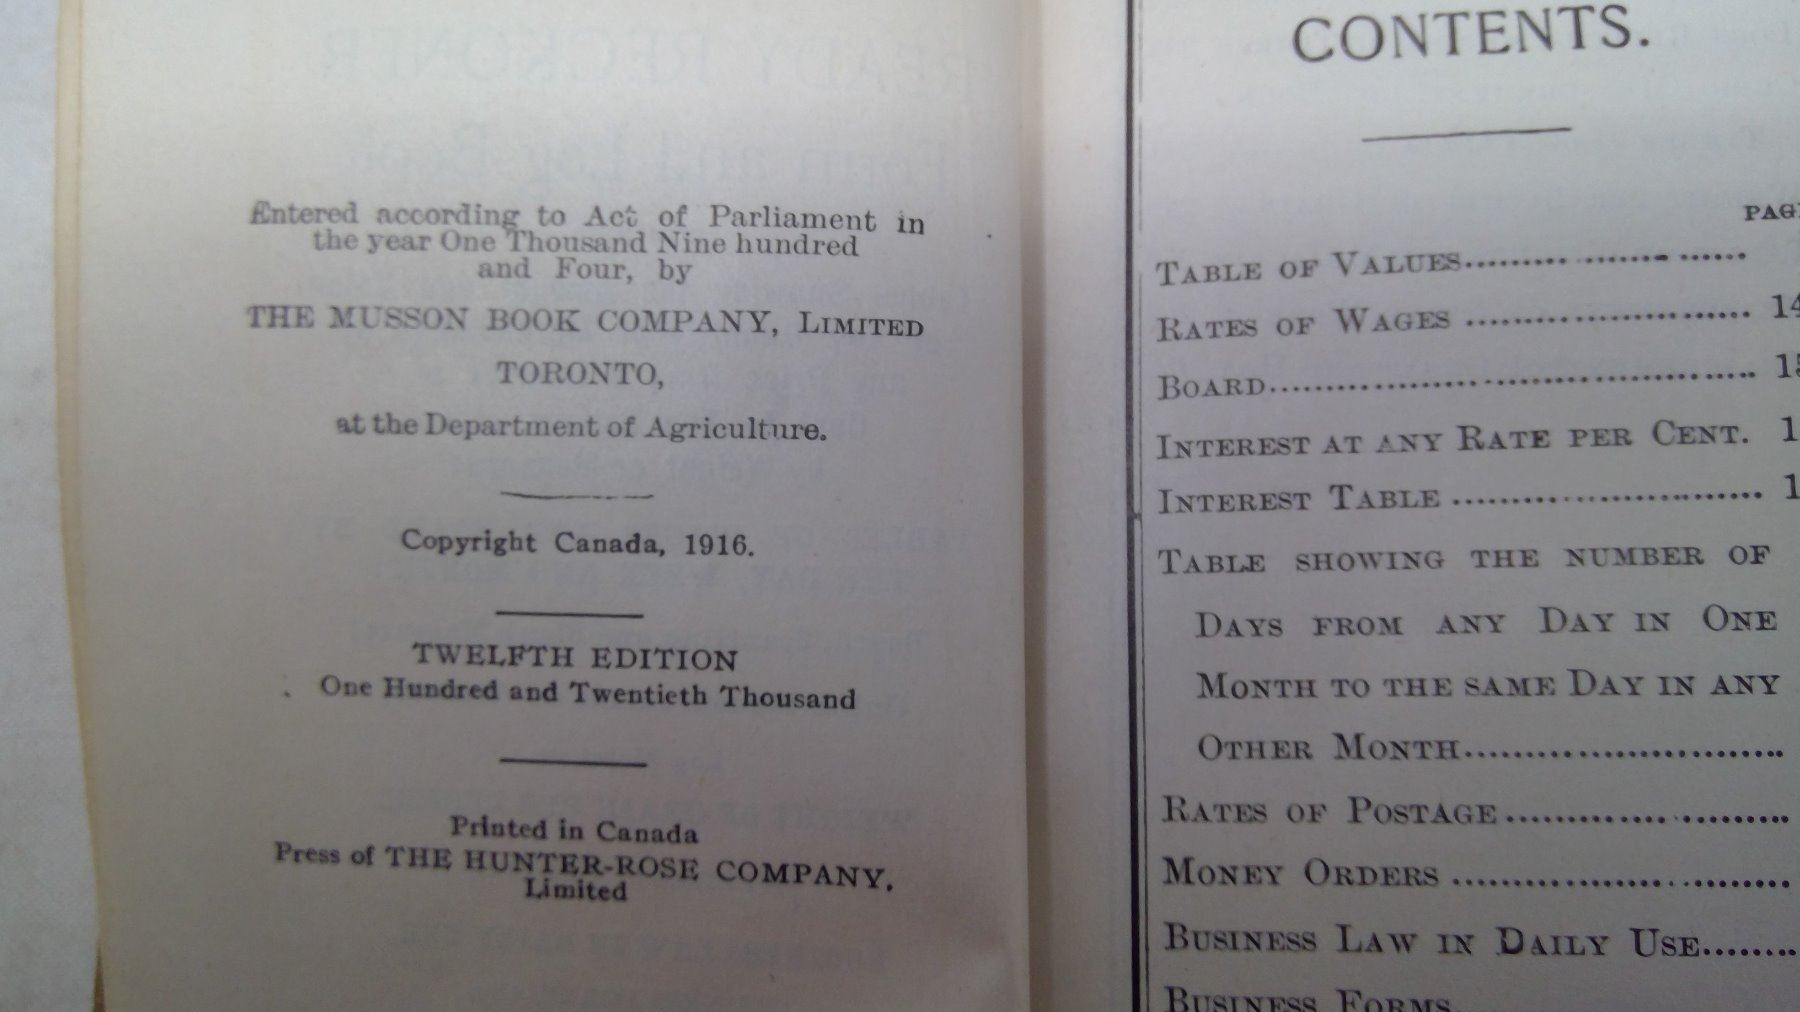 Entered according to Act of Parliament in
the year One Thousand Nine hundred
and Four, by
THE MUSSON BOOK COMPANY, LIMITED
TORONTO,
at the Department of Agriculture.
Copyright Canada, 1916.
TWELFTH EDITION
One Hundred and Twentieth Thousand
Printed in Canada
Press of THE HUNTER-ROSE COMPANY,
Limited
CONTENTS.
TABLE OF VALUES
RATES OF WAGES
BOARD
INTEREST AT ANY RATE PER CENT.
INTEREST TABLE
TABLE SHOWING THE NUMBER OF
DAYS FROM ANY DAY IN ONE
MONTH TO THE SAME DAY IN ANY
OTHER MONTH
RATES OF POSTAGE
MONEY ORDERS
BUSINESS LAW IN DAILY USE
BUSINESS FORMS